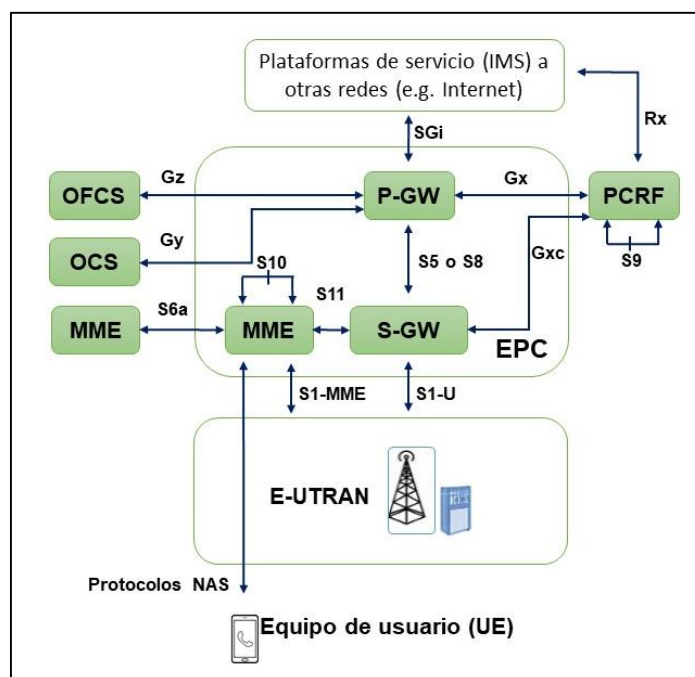 Plataformas de servicio (IMS) a
otras redes (e.g. Internet)
Rx
SGi
Gz
Gx
OFCS
P-GW
PCRF
Gy
Gxc
OCS
S10
S5 o S8
S9
S6a
S11
MME
MME
S-GW
EPC
S1-MME
S1-U
E-UTRAN
Protocolos NAS
Equipo de usuario (UE)